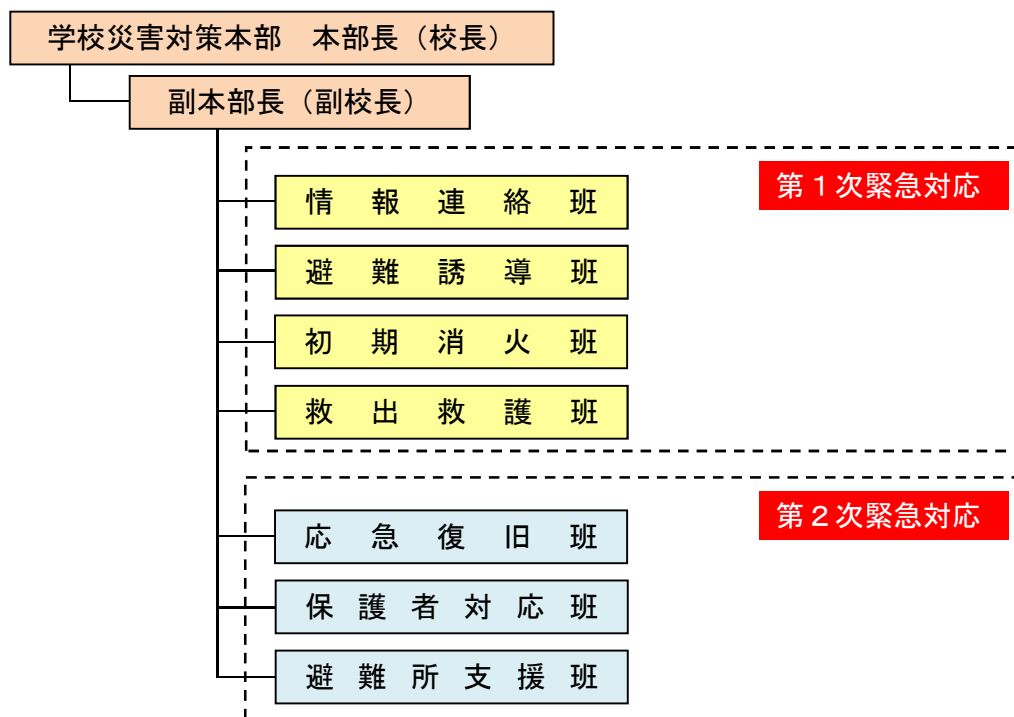 学校災害対策本部　本部長（校長）
副本部長（副校長）
第１次緊急対応
情報連絡班
避難誘導班
初期消火班
救出救護班
第２次緊急対応
応急復旧班
保護者対応班
避難所支援班